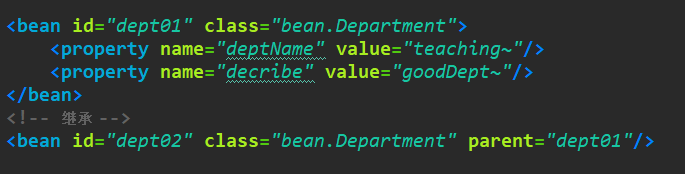 <bean id="dept01" class="bean.Department">
<property name="deptName" value="teaching~"/>
<property name="decribe" value="goodDept~"/>
</bean>
<!-- 继承 -->
<bean id="dept02" class="bean.Department" parent="dept01"/>